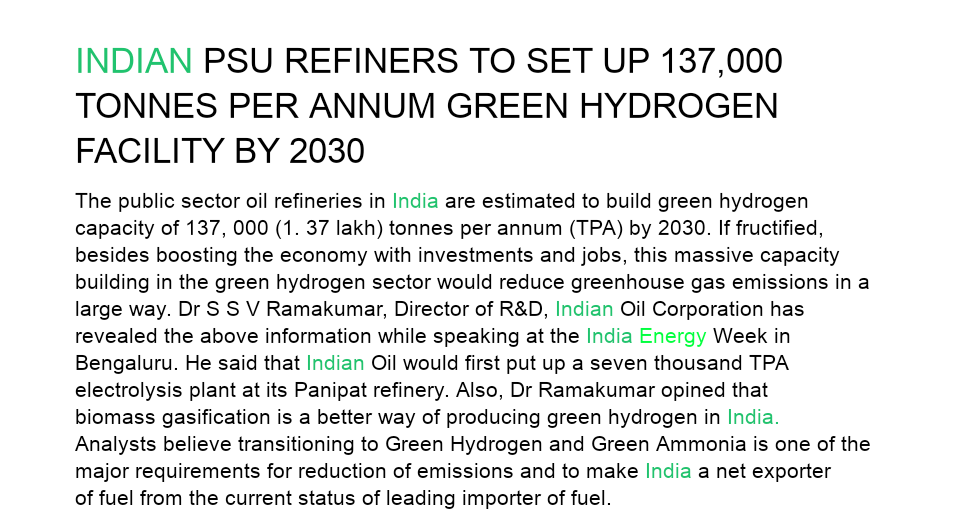 INDIAN PSU REFINERS TO SET UP 137,000
TONNES PER ANNUM GREEN HYDROGEN
FACILITY BY 2030
The public sector oil refineries in India are estimated to build green hydrogen
capacity of 137, 000 (1. 37 lakh) tonnes per annum (TPA) by 2030. If fructified,
besides boosting the economy with investments and jobs, this massive capacity
building in the green hydrogen sector would reduce greenhouse gas emissions in a
large way. Dr S S V Ramakumar, Director of R&D, Indian Oil Corporation has
revealed the above information while speaking at the India Energy Week in
Bengaluru. He said that Indian Oil would first put up a seven thousand TPA
electrolysis plant at its Panipat refinery. Also, Dr Ramakumar opined that
biomass gasification is a better way of producing green hydrogen in India.
Analysts believe transitioning to Green Hydrogen and Green Ammonia is one of the
major requirements for reduction of emissions and to make India a net exporter
of fuel from the current status of leading importer of fuel.